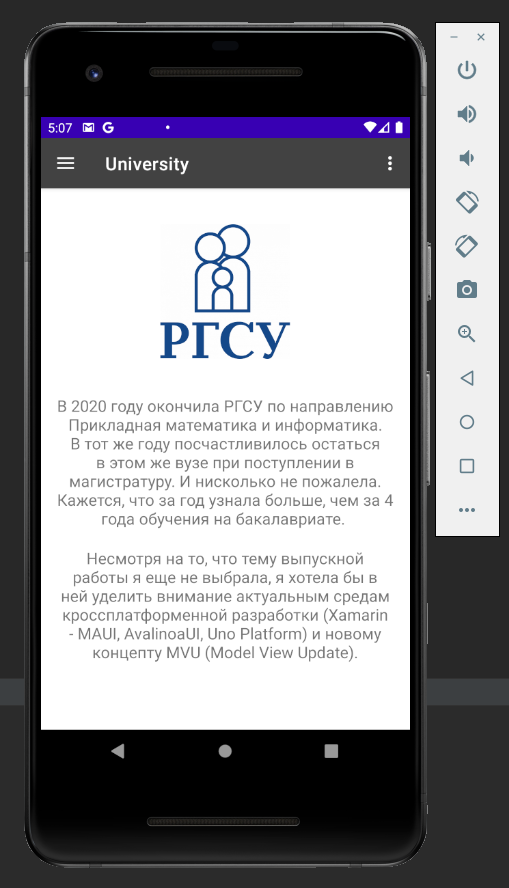 5:07
University
РГСУ
В 2020 году окончила РГСУ по направлению
Прикладная математика и информатика.
В тот же году посчастливилось остаться
в этом же вузе при поступлении в
магистратуру. И нисколько не пожалела.
Кажется, что за год узнала больше, чем за 4
года обучения на бакалавриате.
Несмотря на то, что тему выпускной
работы я еще не выбрала, я хотела бы в
ней уделить внимание актуальным средам
кроссплатформенной разработки (Xamarin
- MAUI, AvalinoaUI, Uno Platform) и новому
концепту MVU (Model View Update).